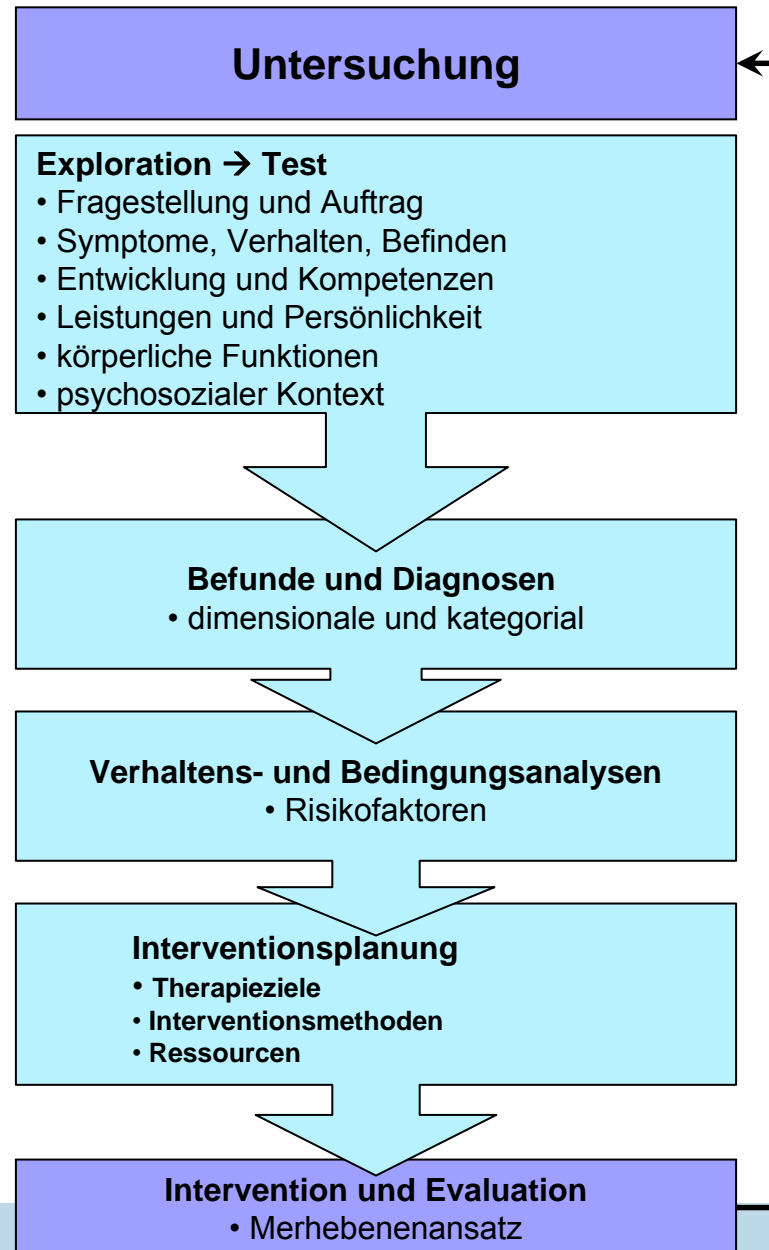 Untersuchung
Exploration → Test
• Fragestellung und Auftrag
• Symptome, Verhalten, Befinden
• Entwicklung und Kompetenzen
• Leistungen und Persönlichkeit
• körperliche Funktionen
• psychosozialer Kontext
Befunde und Diagnosen
• dimensionale und kategorial
Verhaltens- und Bedingungsanalysen
• Risikofaktoren
Interventionsplanung
• Therapieziele
• Interventionsmethoden
• Ressourcen
Intervention und Evaluation
• Merhebenenansatz